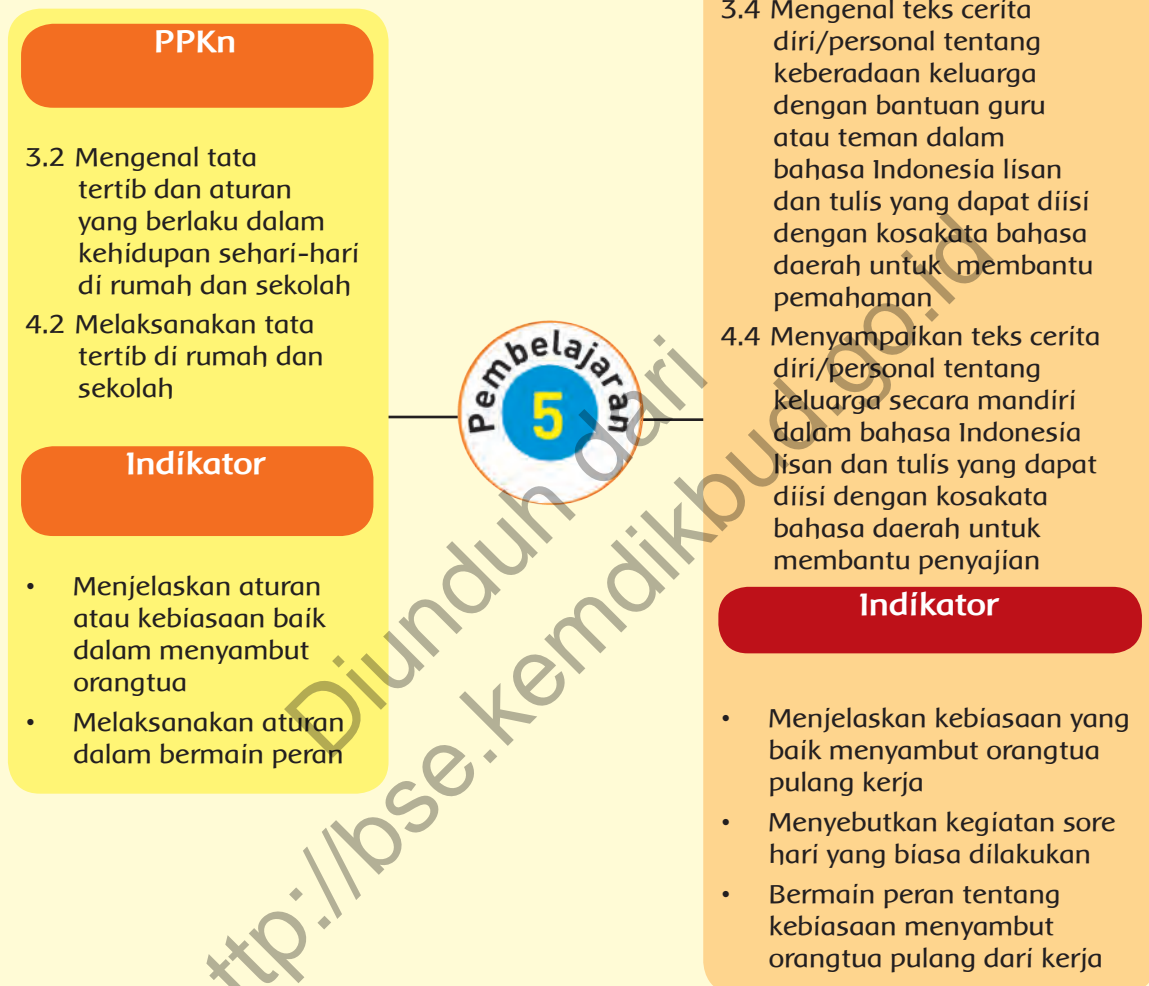 PPKn
3.2 Mengenal tata
tertib dan aturan
yang berlaku dalam
kehidupan sehari-hari
di rumah dan sekolah
4.2 Melaksanakan tata
tertib di rumah dan
sekolah
Indikator
• Menjelaskan aturan
atau kebiasaan baik
dalam menyambut
orangtua
• Melaksanakan aturan
dalam bermain peran
Pembelajaran
5
3.4 Mengenal teks cerita
diri/personal tentang
keberadaan keluarga
dengan bantuan guru
atau teman dalam
bahasa Indonesia lisan
dan tulis yang dapat diisi
dengan kosakata bahasa
daerah untuk membantu
pemahaman
4.4 Menyampaikan teks cerita
diri/personal tentang
keluarga secara mandiri
dalam bahasa Indonesia
lisan dan tulis yang dapat
diisi dengan kosakata
bahasa daerah untuk
membantu penyajian
Indikator
• Menjelaskan kebiasaan yang
baik menyambut orangtua
pulang kerja
• Menyebutkan kegiatan sore
hari yang biasa dilakukan
• Bermain peran tentang
kebiasaan menyambut
orangtua pulang dari kerja
Diunduh dari
ttp://bse.kemdikbud.go.id